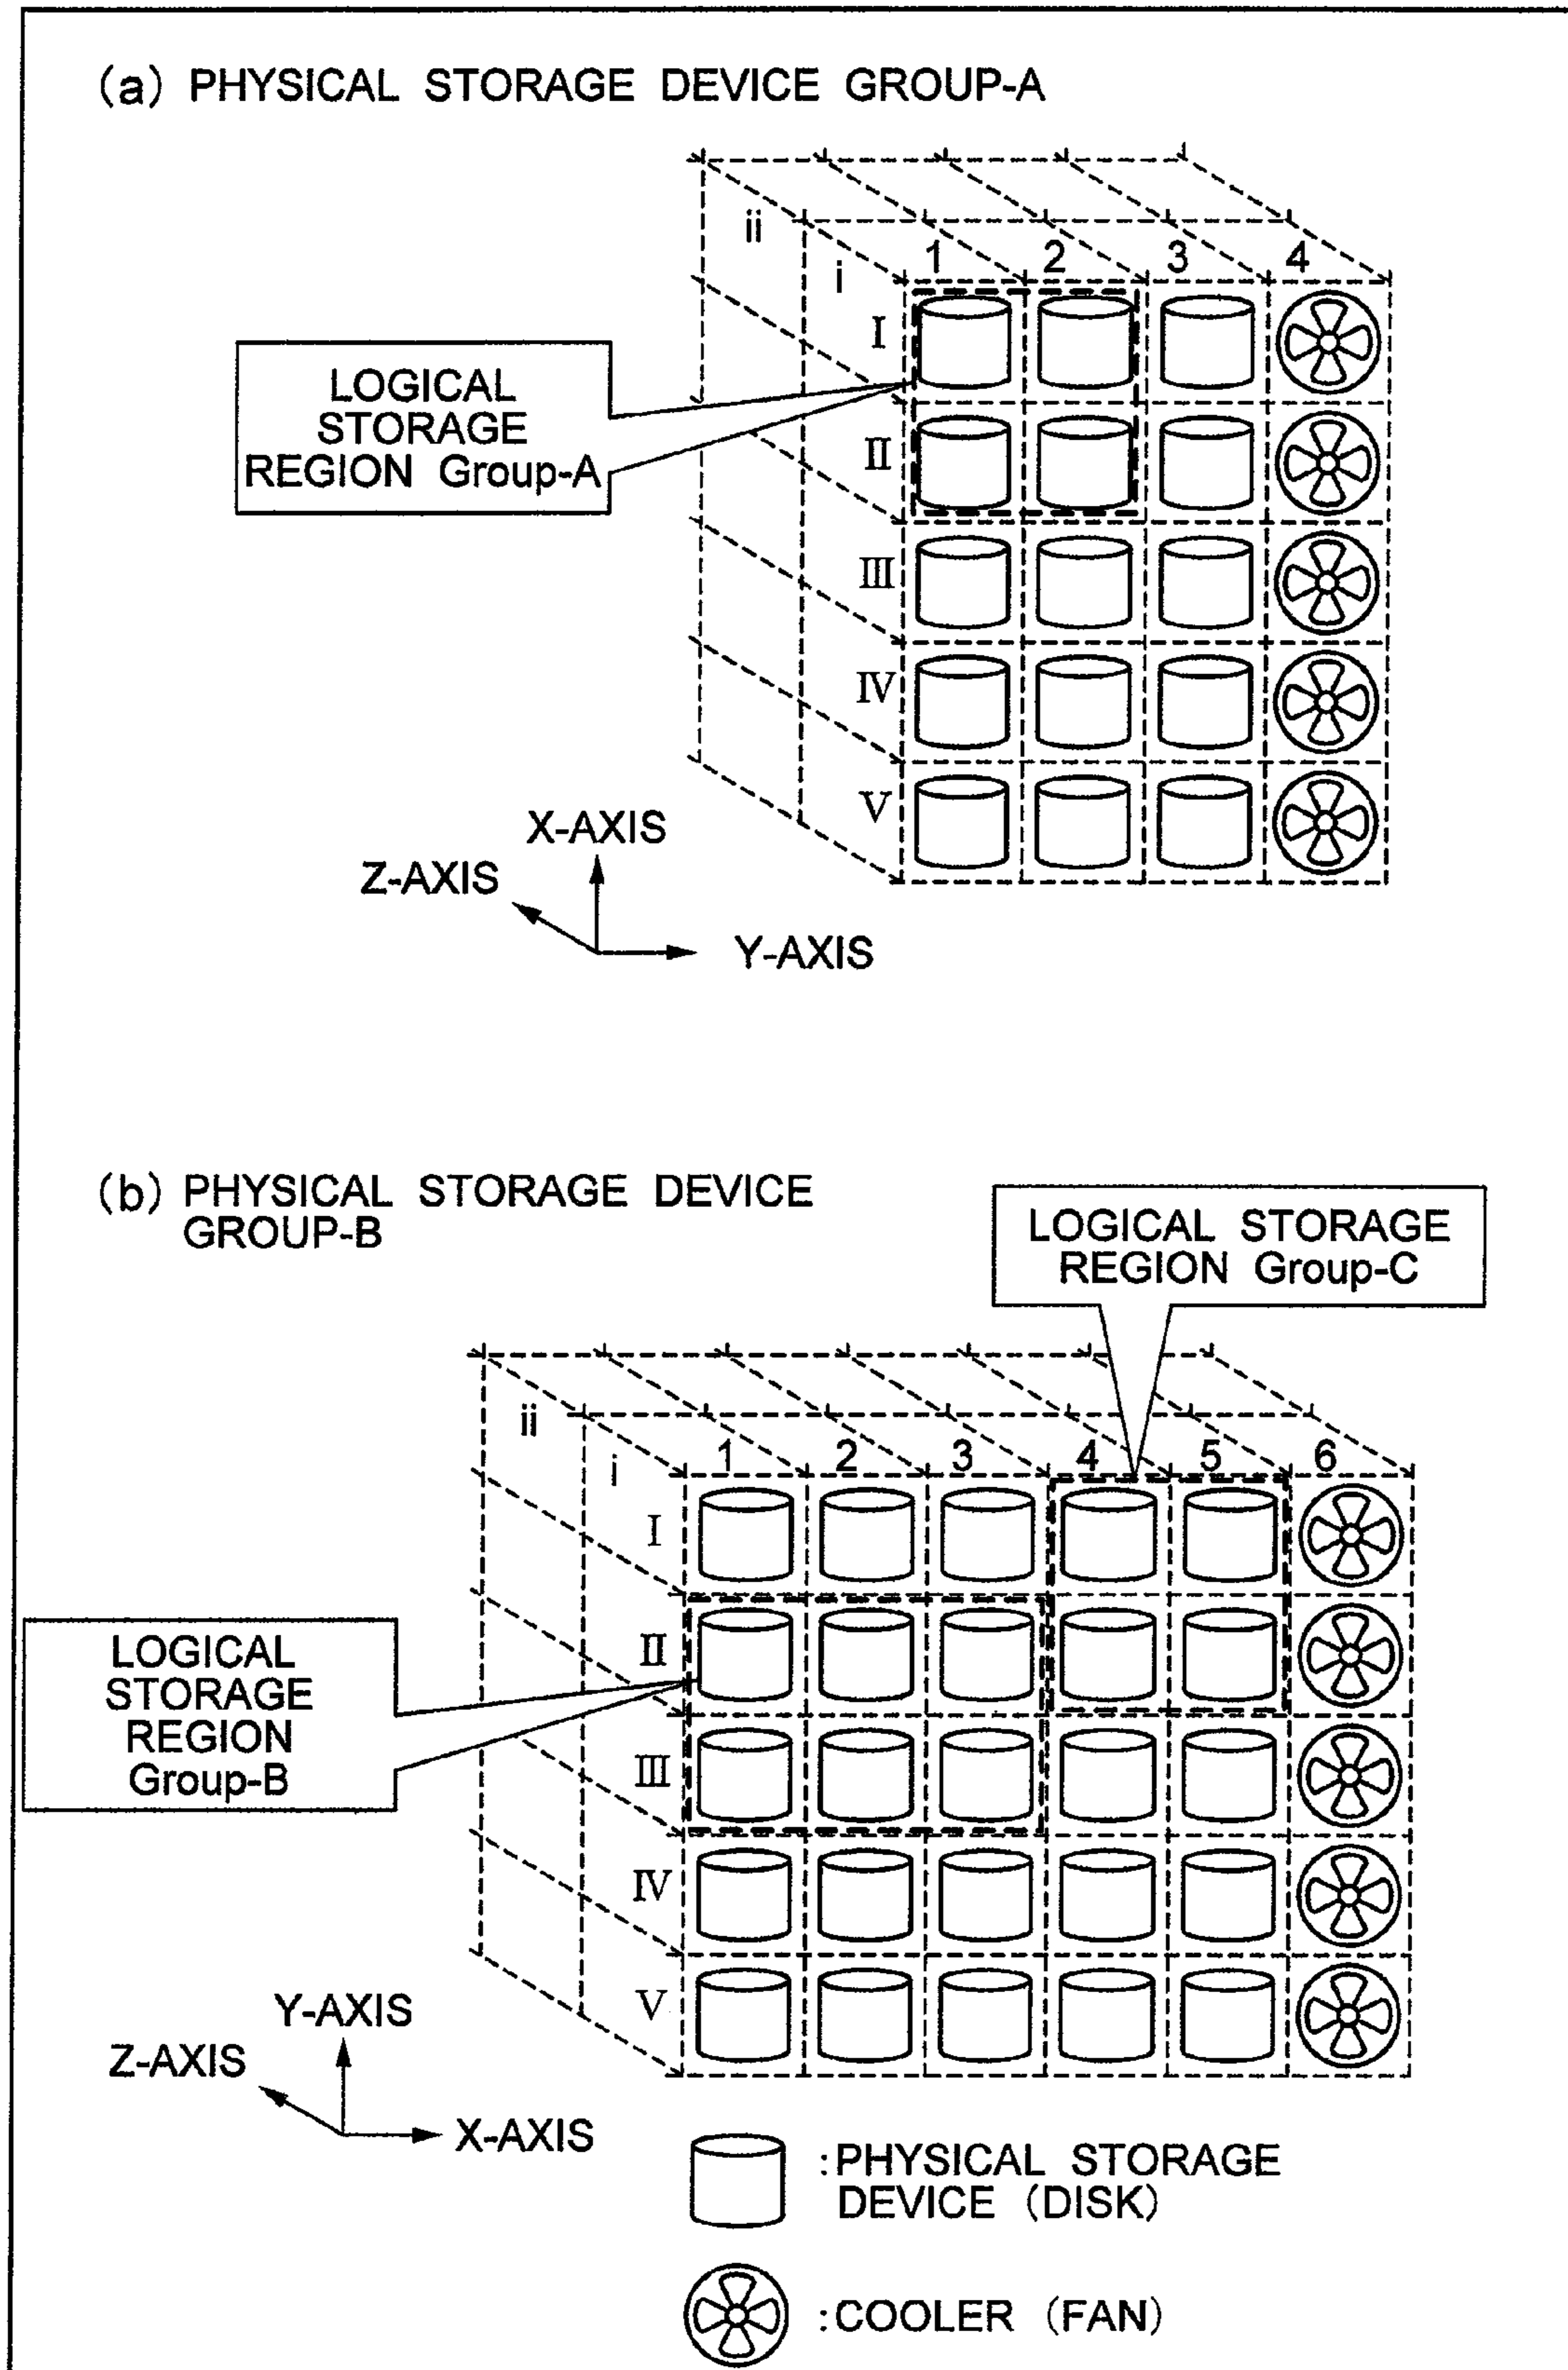 (a) PHYSICAL STORAGE DEVICE GROUP-A
ii
i
1 2 3 4
I
II
III
IV
V
LOGICAL
STORAGE
REGION Group-A
X-AXIS
Z-AXIS
Y-AXIS
(b) PHYSICAL STORAGE DEVICE
GROUP-B
LOGICAL STORAGE
REGION Group-C
ii
i
1 2 3 4 5 6
I
II
III
IV
V
LOGICAL
STORAGE
REGION
Group-B
Y-AXIS
Z-AXIS
X-AXIS
:PHYSICAL STORAGE
DEVICE (DISK)
:COOLER (FAN)